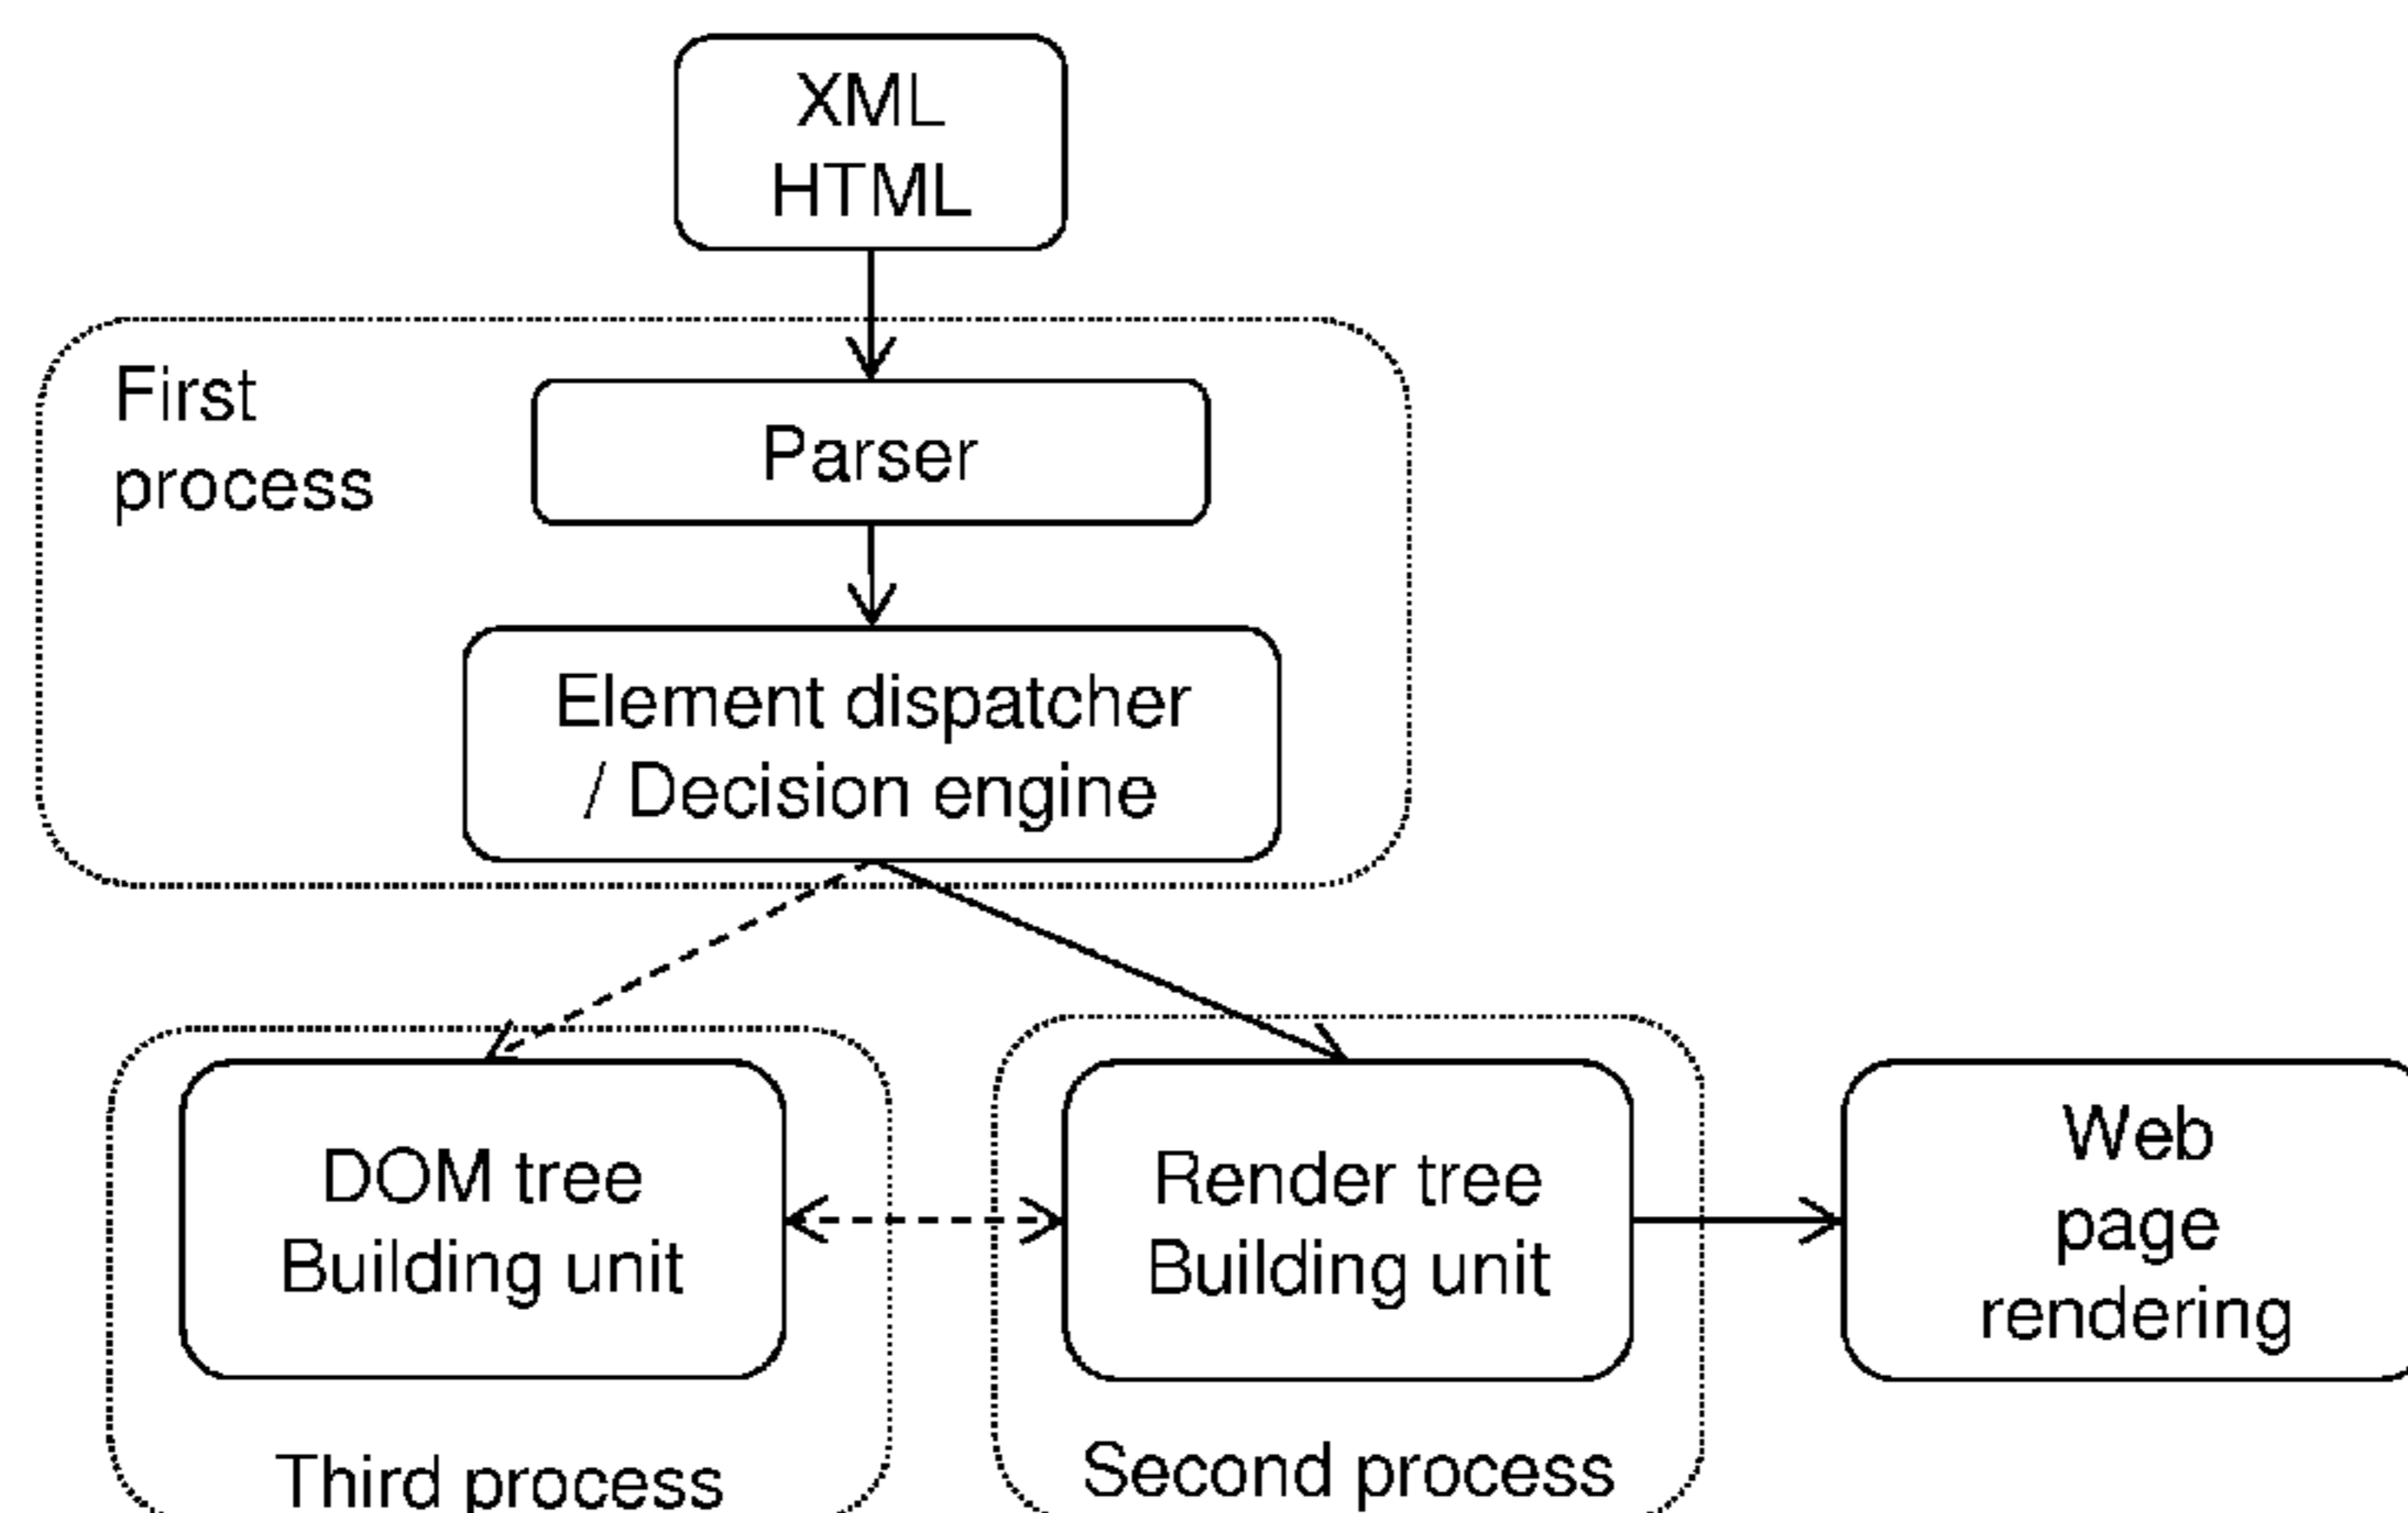 XML
HTML
First
process
Parser
Element dispatcher
/ Decision engine
DOM tree
Building unit
Third process
Render tree
Building unit
Second process
Web
page
rendering